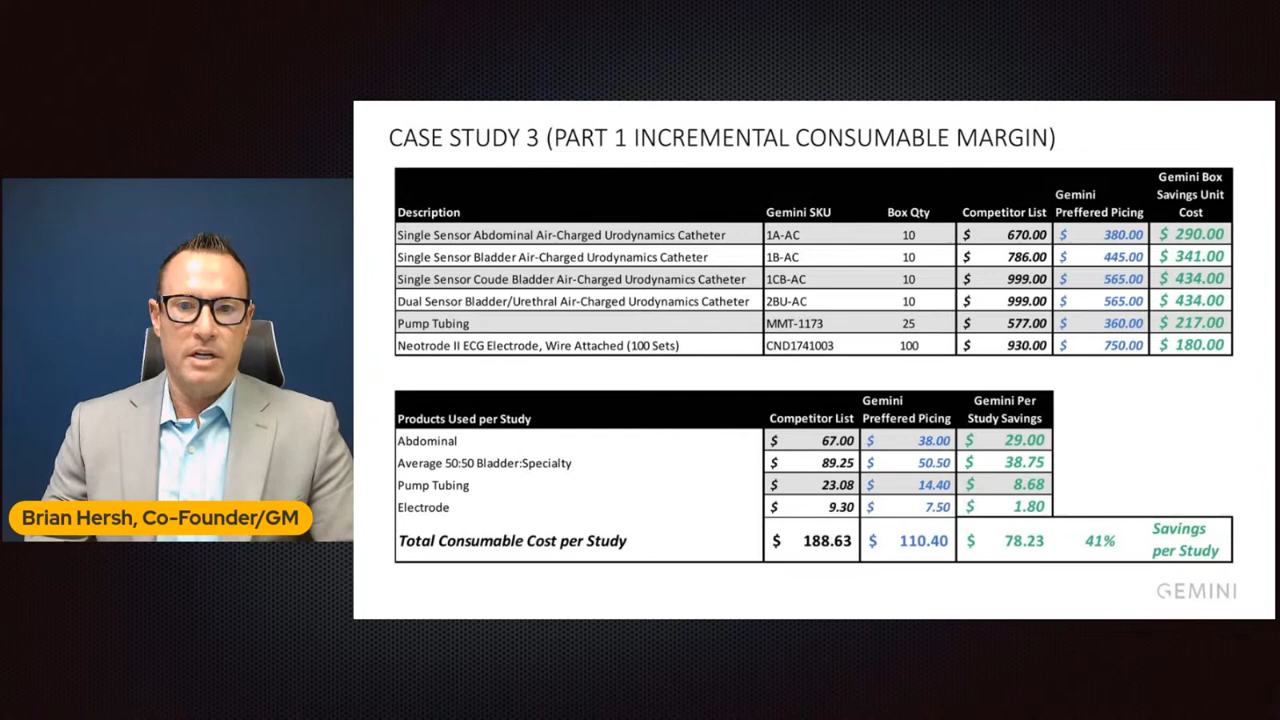 CASE STUDY 3 (PART 1 INCREMENTAL CONSUMABLE MARGIN)
Description Gemini SKU Box Qty Competitor List Gemini Preffered Picing Gemini Box Savings Unit Cost
Single Sensor Abdominal Air-Charged Urodynamics Catheter 1A-AC 10 $ 670.00 $ 380.00 $ 290.00
Single Sensor Bladder Air-Charged Urodynamics Catheter 1B-AC 10 $ 786.00 $ 445.00 $ 341.00
Single Sensor Coude Bladder Air-Charged Urodynamics Catheter 1CB-AC 10 $ 999.00 $ 565.00 $ 434.00
Dual Sensor Bladder/Urethral Air-Charged Urodynamics Catheter 2BU-AC 10 $ 999.00 $ 565.00 $ 434.00
Pump Tubing MMT-1173 25 $ 577.00 $ 360.00 $ 217.00
Neotrode II ECG Electrode, Wire Attached (100 Sets) CND1741003 100 $ 930.00 $ 750.00 $ 180.00
Products Used per Study Competitor List Gemini Preffered Picing Gemini Per Study Savings
Abdominal $ 67.00 $ 38.00 $ 29.00
Average 50:50 Bladder:Specialty $ 89.25 $ 50.50 $ 38.75
Pump Tubing $ 23.08 $ 14.40 $ 8.68
Electrode $ 9.30 $ 7.50 $ 1.80
Total Consumable Cost per Study $ 188.63 $ 110.40 $ 78.23 41% Savings per Study
GEMINI
Brian Hersh, Co-Founder/GM